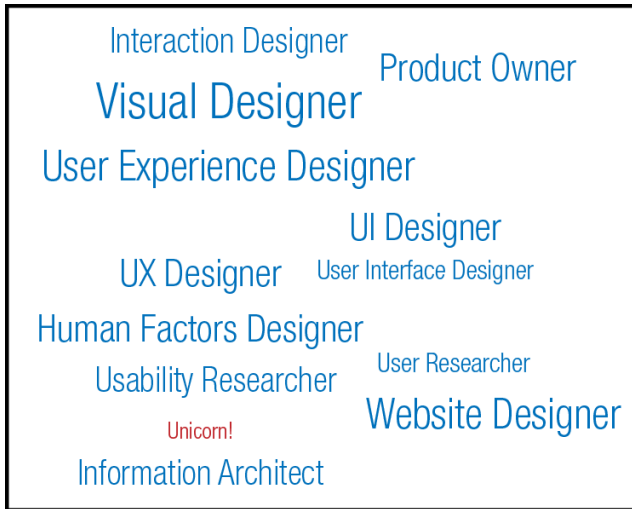 Interaction Designer
Product Owner
Visual Designer
User Experience Designer
UI Designer
UX Designer
User Interface Designer
Human Factors Designer
User Researcher
Usability Researcher
Website Designer
Unicorn!
Information Architect